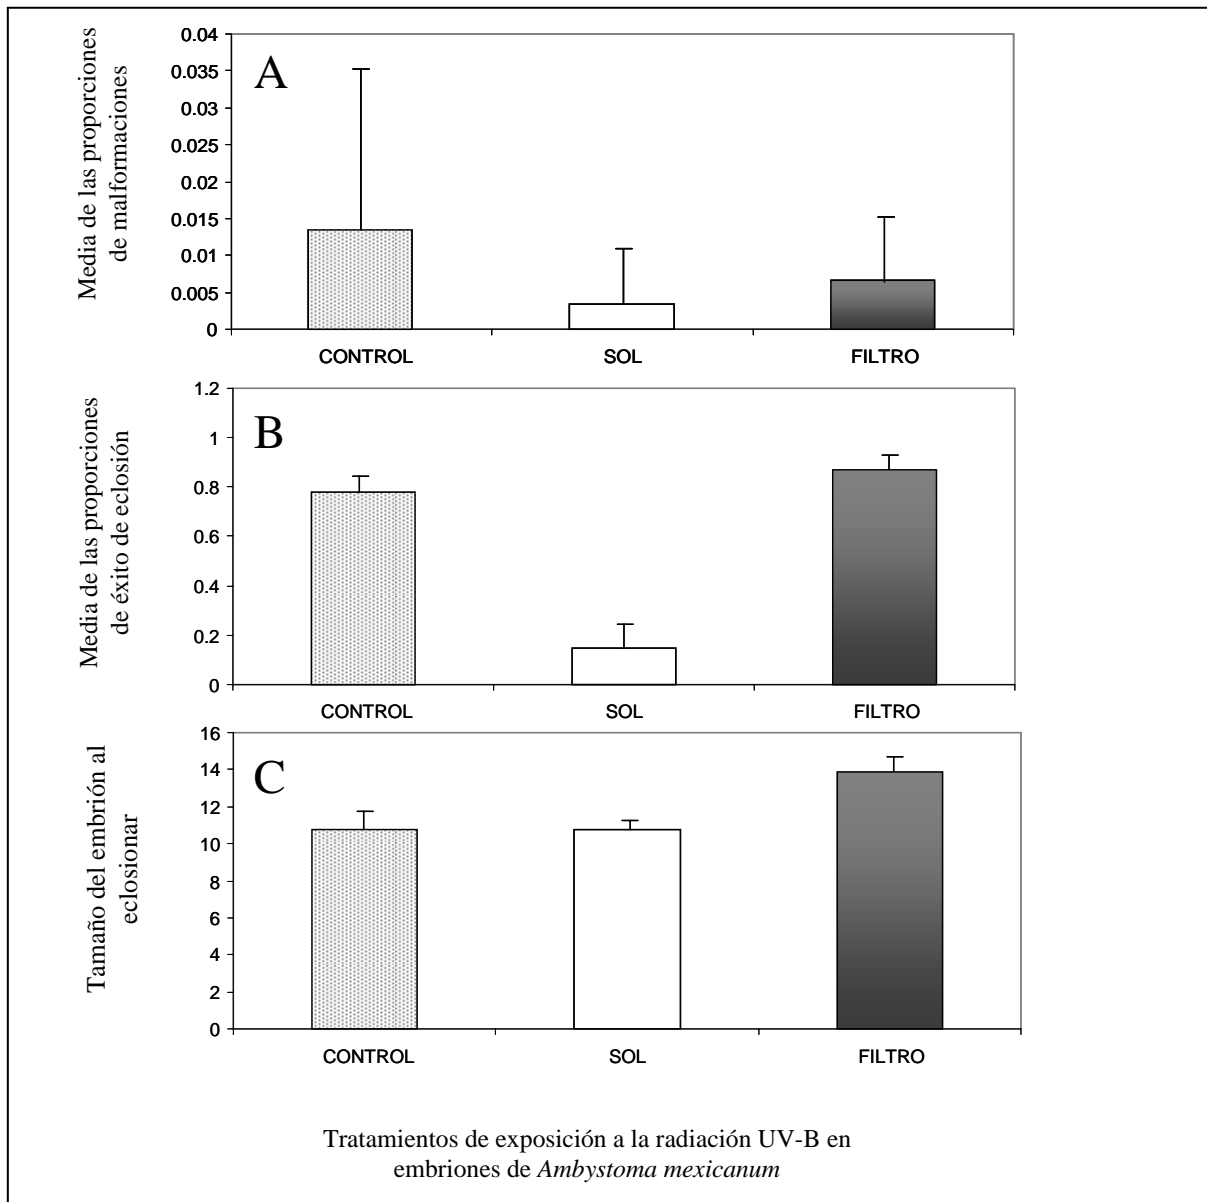 Media de las proporciones
de malformaciones
0.04
0.035
0.03
0.025
0.02
0.015
0.01
0.005
0
A
CONTROL SOL FILTRO
Media de las proporciones
de éxito de eclosión
1.2
1
0.8
0.6
0.4
0.2
0
B
CONTROL SOL FILTRO
Tamaño del embrión al
eclosionar
16
14
12
10
8
6
4
2
0
C
CONTROL SOL FILTRO
Tratamientos de exposición a la radiación UV-B en
embriones de Ambystoma mexicanum